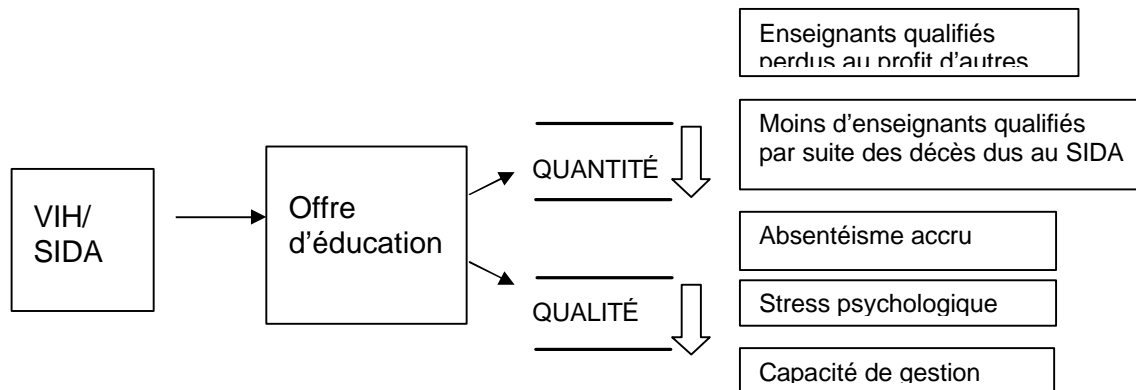 VIH/
SIDA
Offre
d’éducation
QUANTITÉ
QUALITÉ
Enseignants qualifiés
perdus au profit d’autres
Moins d’enseignants qualifiés
par suite des décès dus au SIDA
Absentéisme accru
Stress psychologique
Capacité de gestion